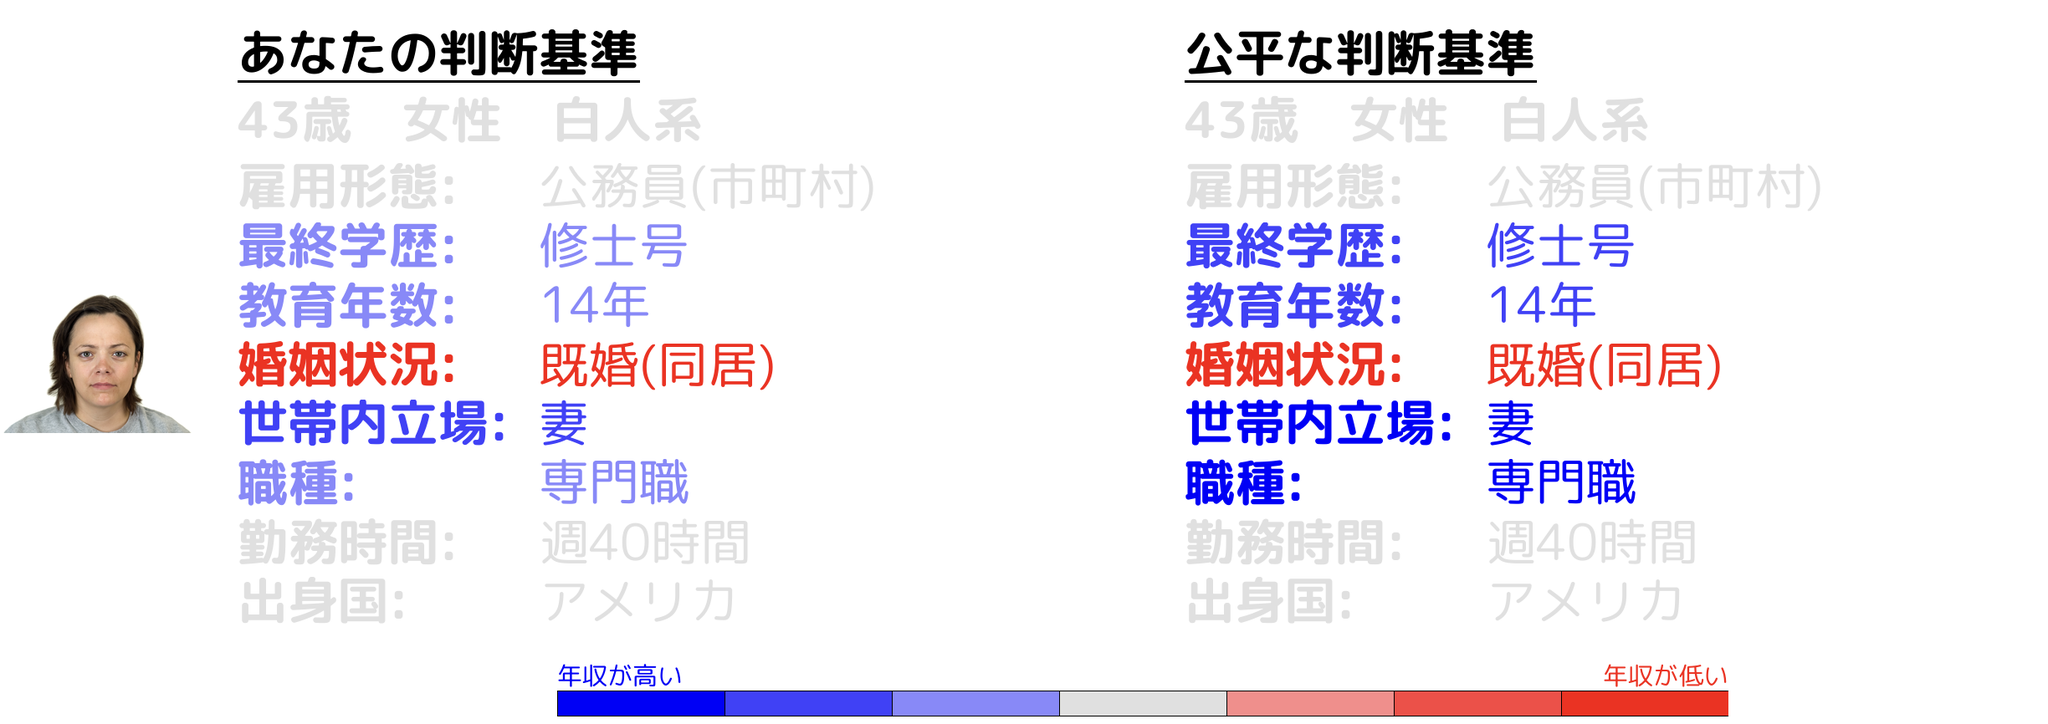 あなたの判断基準
43歳 女性 白人系
雇用形態: 公務員(市町村)
最終学歴: 修士号
教育年数: 14年
婚姻状況: 既婚(同居)
世帯内立場: 妻
職種: 専門職
勤務時間: 週40時間
出身国: アメリカ
公平な判断基準
43歳 女性 白人系
雇用形態: 公務員(市町村)
最終学歴: 修士号
教育年数: 14年
婚姻状況: 既婚(同居)
世帯内立場: 妻
職種: 専門職
勤務時間: 週40時間
出身国: アメリカ
年収が高い
年収が低い